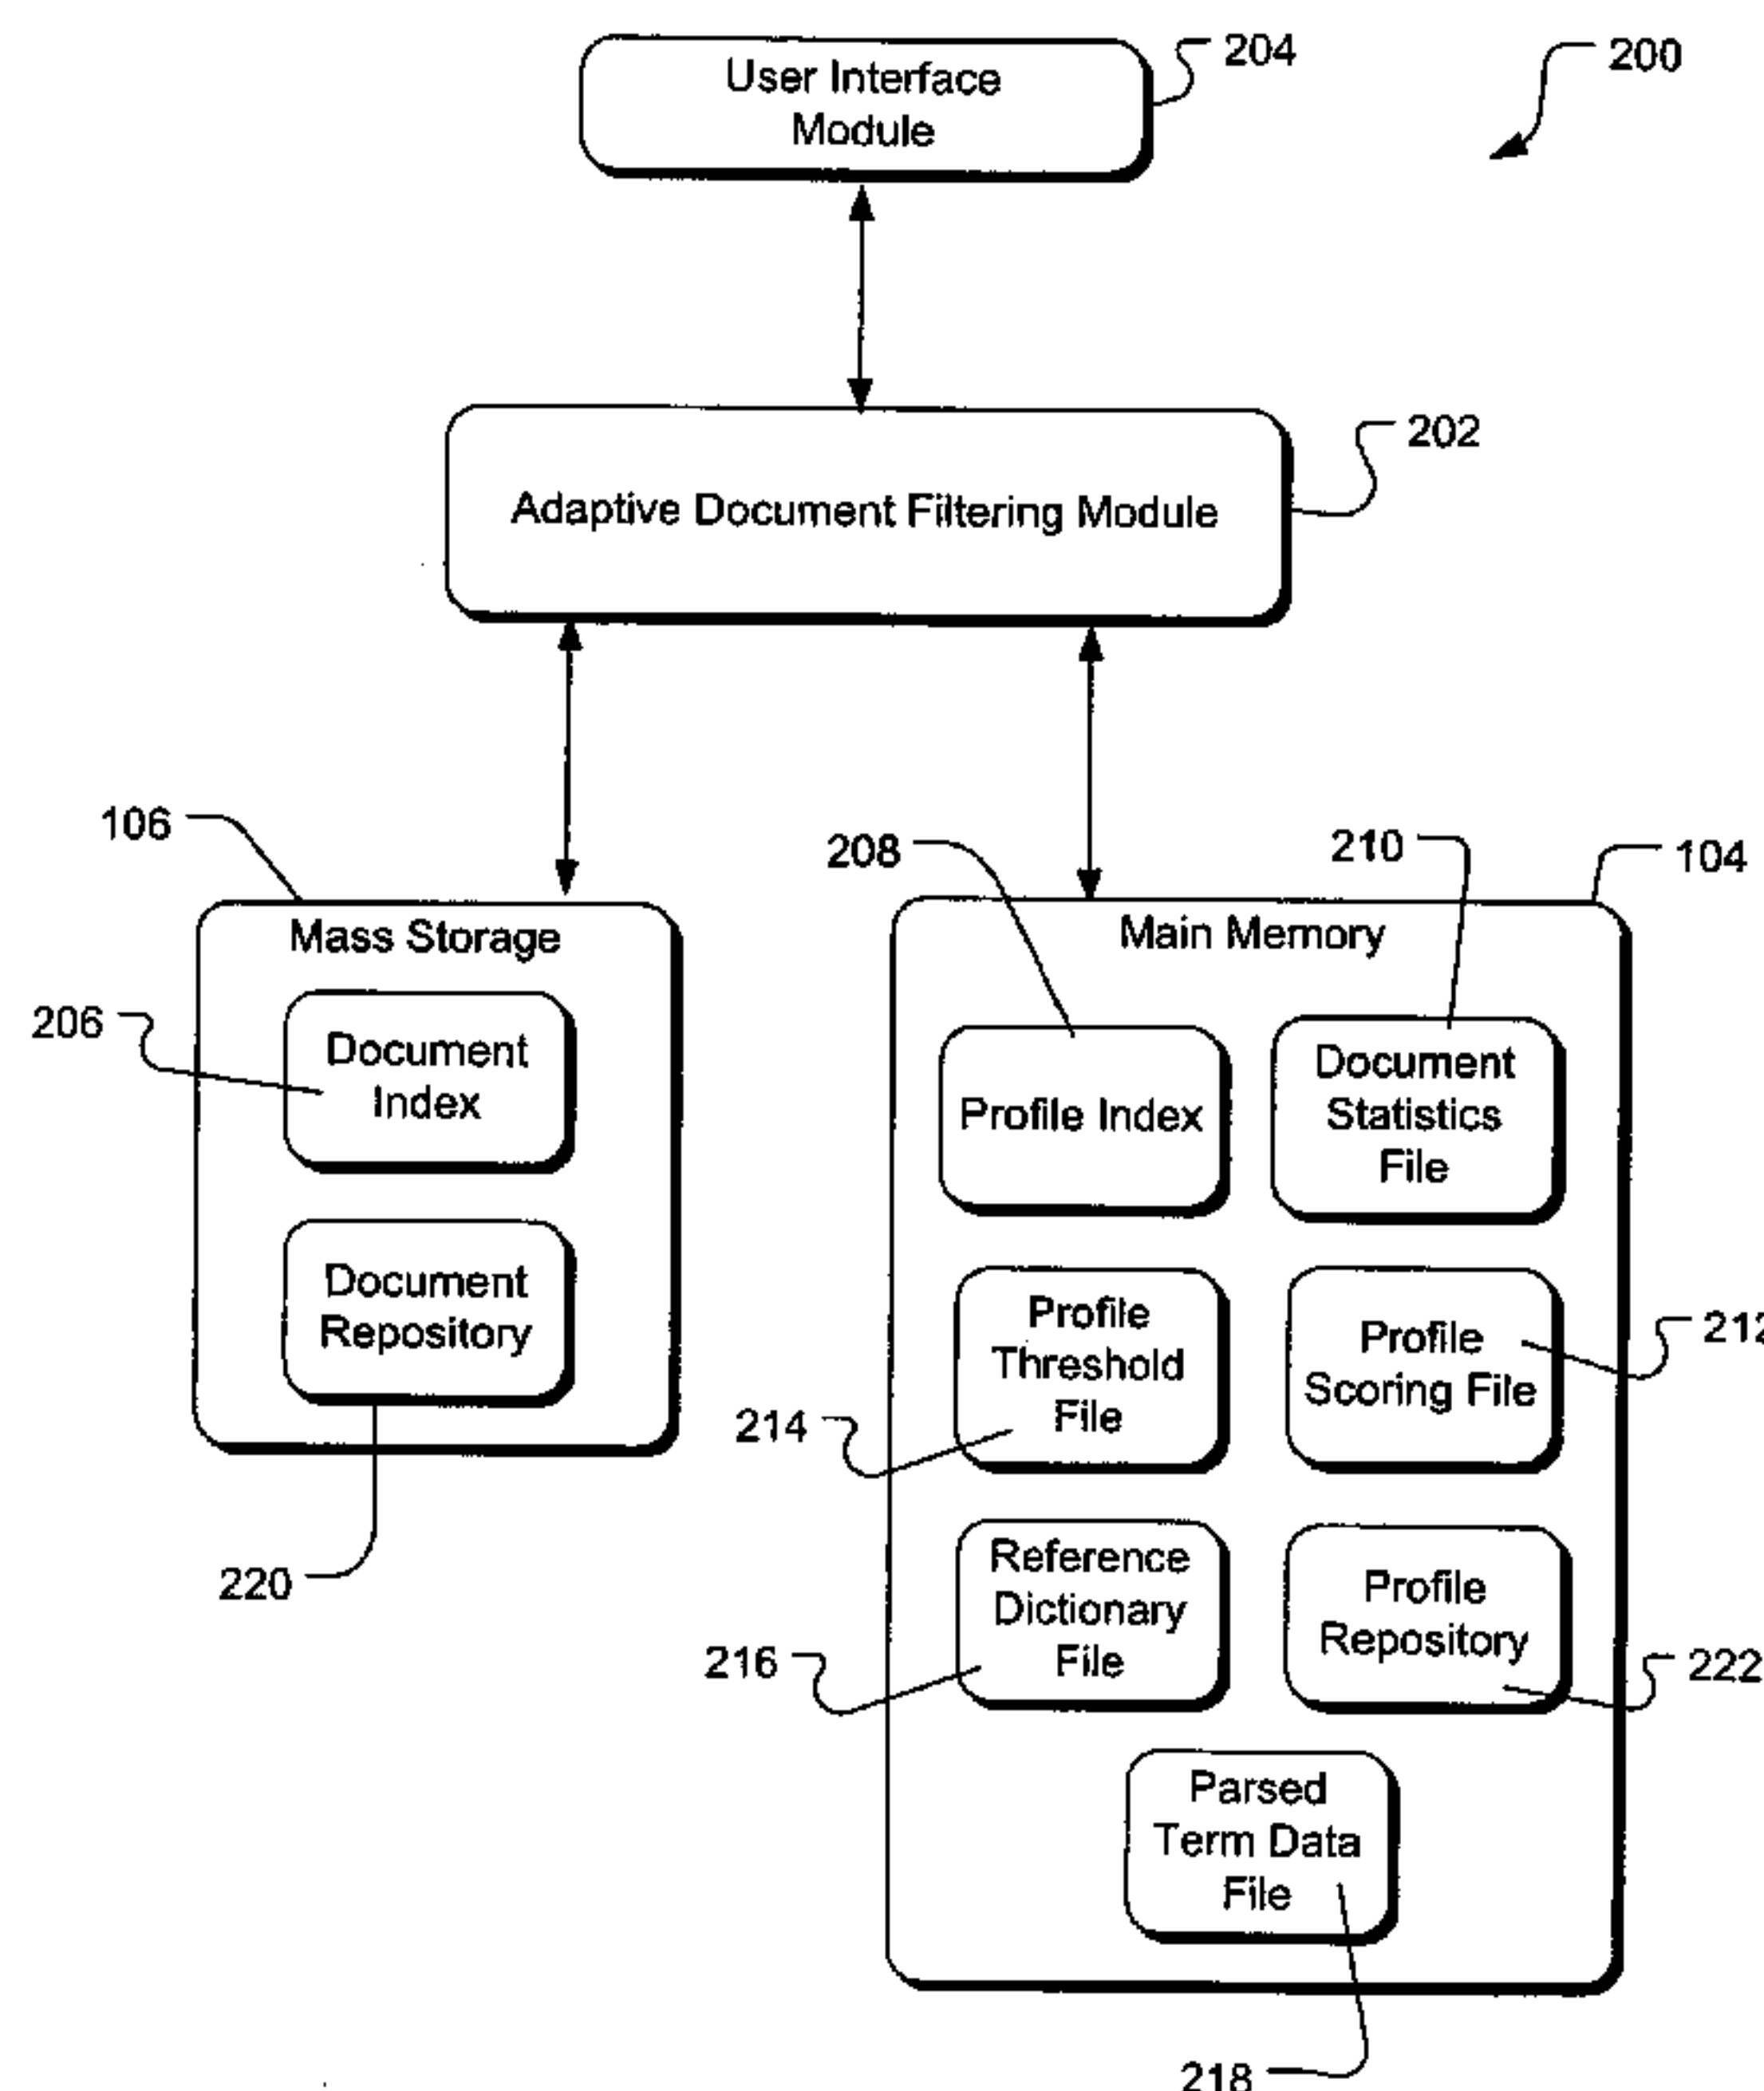 204
200
User Interface
Module
202
Adaptive Document Filtering Module
106
208
210
104
Mass Storage
Main Memory
206
Document
Index
Profile Index
Document
Statistics
File
Document
Repository
Profile
Threshold
File
Profile
Scoring File
212
214
220
Reference
Dictionary
File
Profile
Repository
216
222
Parsed
Term Data
File
218